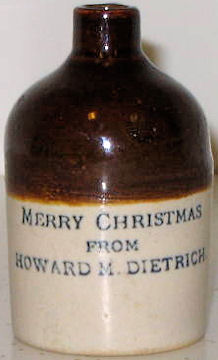 MERRY CHRISTMAS
FROM
HOWARD M. DIETRICH.